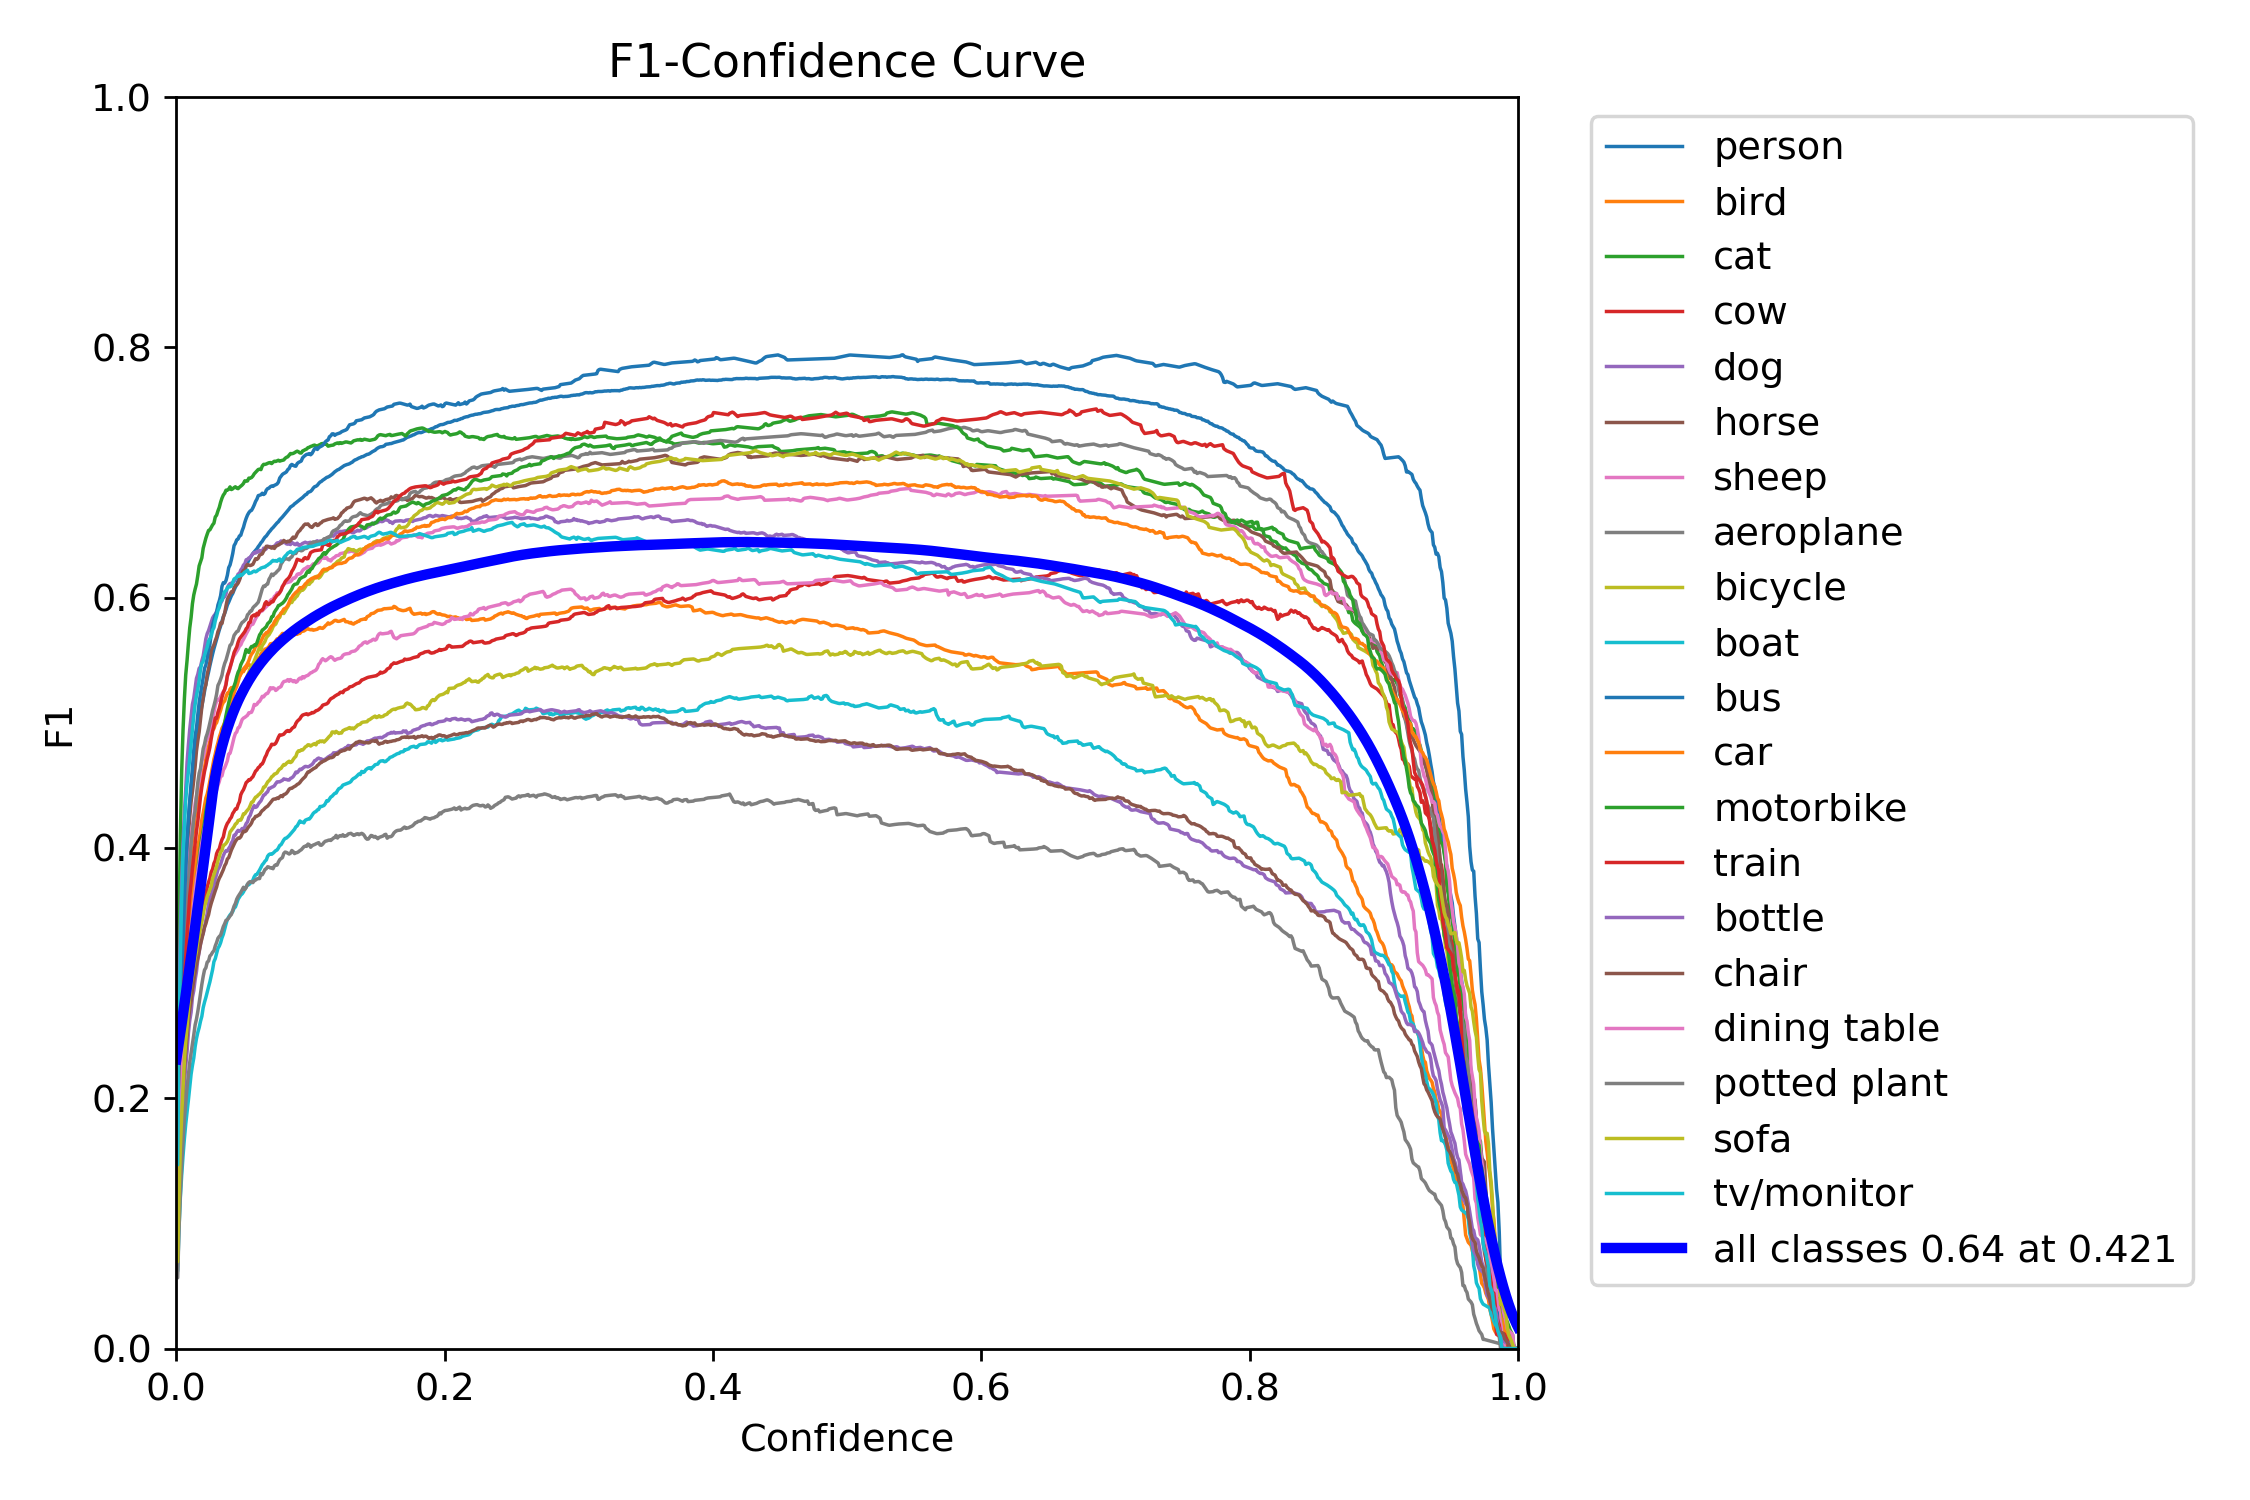 F1-Confidence Curve
1.0
0.8
0.6
0.4
0.2
0.0
F1
0.0 0.2 0.4 0.6 0.8 1.0
Confidence
person
bird
cat
cow
dog
horse
sheep
aeroplane
bicycle
boat
bus
car
motorbike
train
bottle
chair
dining table
potted plant
sofa
tv/monitor
all classes 0.64 at 0.421